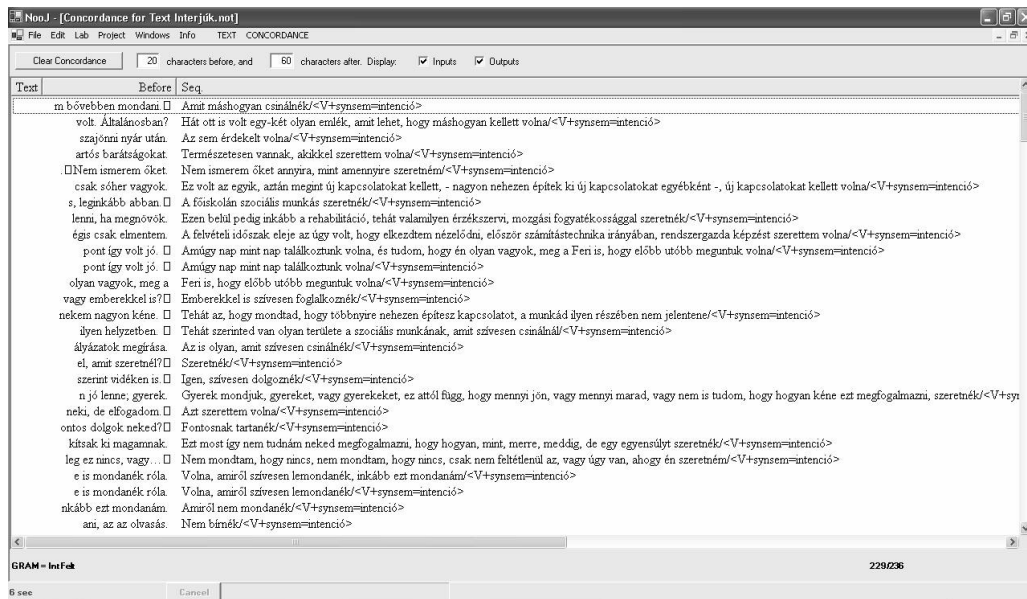 NooJ - [Concordance for Text Interjúk.not]
File Edit Lab Project Windows Info TEXT CONCORDANCE
Clear Concordance 20 characters before, and 60 characters after. Display: Inputs Outputs
Text Before Seq.
m bővebben mondani. Amit máshogyan csinálnék/<V+synsem=intenció>
volt. Általánosban? Hát ott is volt egy-két olyan emlék, amit lehet, hogy máshogyan kellett volna/<V+synsem=intenció>
szajönni nyár után. Az sem érdekelt volna/<V+synsem=intenció>
artós barátságokat. Természetesen vannak, akikkel szerettem volna/<V+synsem=intenció>
. Nem ismerem őket. Nem ismerem őket annyira, mint amennyire szeretném/<V+synsem=intenció>
csak sóher vagyok. Ez volt az egyik, aztán megint új kapcsolatokat kellett, - nagyon nehezen építek ki új kapcsolatokat egyébként -, új kapcsolatokat kellett volna/<V+synsem=intenció>
s, leginkább abban. A főiskolán szociális munkás szeretnék/<V+synsem=intenció>
lenni, ha megnövök. Ezen belül pedig inkább a rehabilitáció, tehát valamilyen érzékszervi, mozgási fogyatékossággal szeretnék/<V+synsem=intenció>
égis csak elmentem. A felvételi időszak eleje az úgy volt, hogy elkezdtem nézelődni, először számítástechnika irányában, rendszergazda képzést szerettem volna/<V+synsem=intenció>
pont így volt jó. Amúgy nap mint nap találkoztunk volna, és tudom, hogy én olyan vagyok, meg a Feri is, hogy előbb utóbb meguntuk volna/<V+synsem=intenció>
pont így volt jó. Amúgy nap mint nap találkoztunk volna/<V+synsem=intenció>
olyan vagyok, meg a Feri is, hogy előbb utóbb meguntuk volna/<V+synsem=intenció>
vagy emberekkel is? Emberekkel is szívesen foglalkoznék/<V+synsem=intenció>
nekem nagyon kéne. Tehát az, hogy mondtad, hogy többnyire nehezen építesz kapcsolatot, a munkád ilyen részében nem jelentene/<V+synsem=intenció>
ilyen helyzetben. Tehát szerinted van olyan területe a szociális munkának, amit szívesen csinálnál/<V+synsem=intenció>
ályázatok megírása. Az is olyan, amit szívesen csinálnék/<V+synsem=intenció>
el, amit szeretnél? Szeretnék/<V+synsem=intenció>
szerint vidéken is. Igen, szívesen dolgoznék/<V+synsem=intenció>
n jó lenne; gyerek. Gyerek mondjuk, gyereket, vagy gyerekeket, ez attól függ, hogy mennyi jön, vagy mennyi marad, vagy nem is tudom, hogy hogyan kéne ezt megfogalmazni, szeretnék/<V+syn
neki, de elfogadom. Azt szerettem volna/<V+synsem=intenció>
ontos dolgok neked? Fontosnak tartanék/<V+synsem=intenció>
kítsak ki magamnak. Ezt most így nem tudnám neked megfogalmazni, hogy hogyan, mint, merre, meddig, de egy egyensúlyt szeretnék/<V+synsem=intenció>
leg ez nincs, vagy… Nem mondtam, hogy nincs, nem mondtam, hogy nincs, csak nem feltétlenül az, vagy úgy van, ahogy én szeretném/<V+synsem=intenció>
e is mondanék róla. Volna, amiről szívesen lemondanék, inkább ezt mondanám/<V+synsem=intenció>
e is mondanék róla. Volna, amiről szívesen lemondanék/<V+synsem=intenció>
nkább ezt mondanám. Amiről nem mondanék/<V+synsem=intenció>
ani, az az olvasás. Nem bírnék/<V+synsem=intenció>
GRAM = IntFelt 229/236
6 sec Cancel